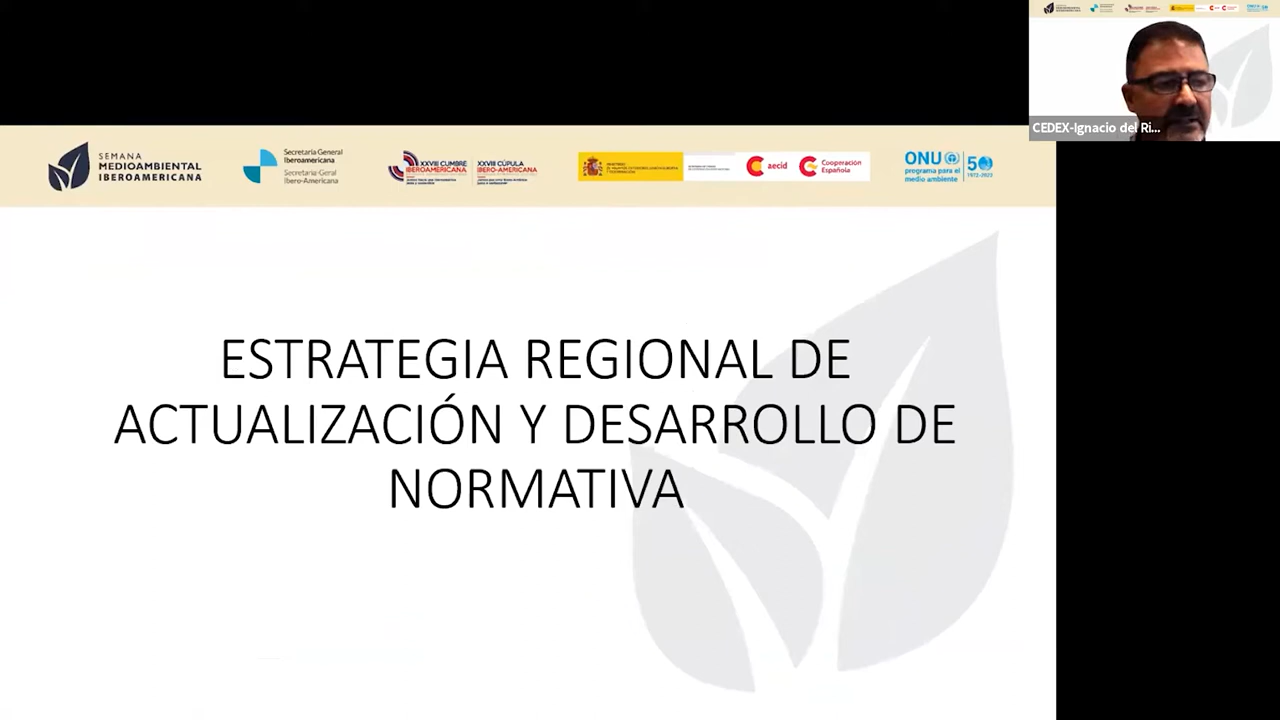 SEMANA
MEDIOAMBIENTAL
IBEROAMERICANA
Secretaría General
Iberoamericana
Secretaria-Geral
Ibero-Americana
XXVIII CUMBRE
IBEROAMERICANA
XXVIII CÚPULA
IBERO-AMERICANA
aecid
Cooperación
Española
ONU
programa para el
medio ambiente
50
1972-2022
CEDEX-Ignacio del Ri...
ESTRATEGIA REGIONAL DE
ACTUALIZACIÓN Y DESARROLLO DE
NORMATIVA